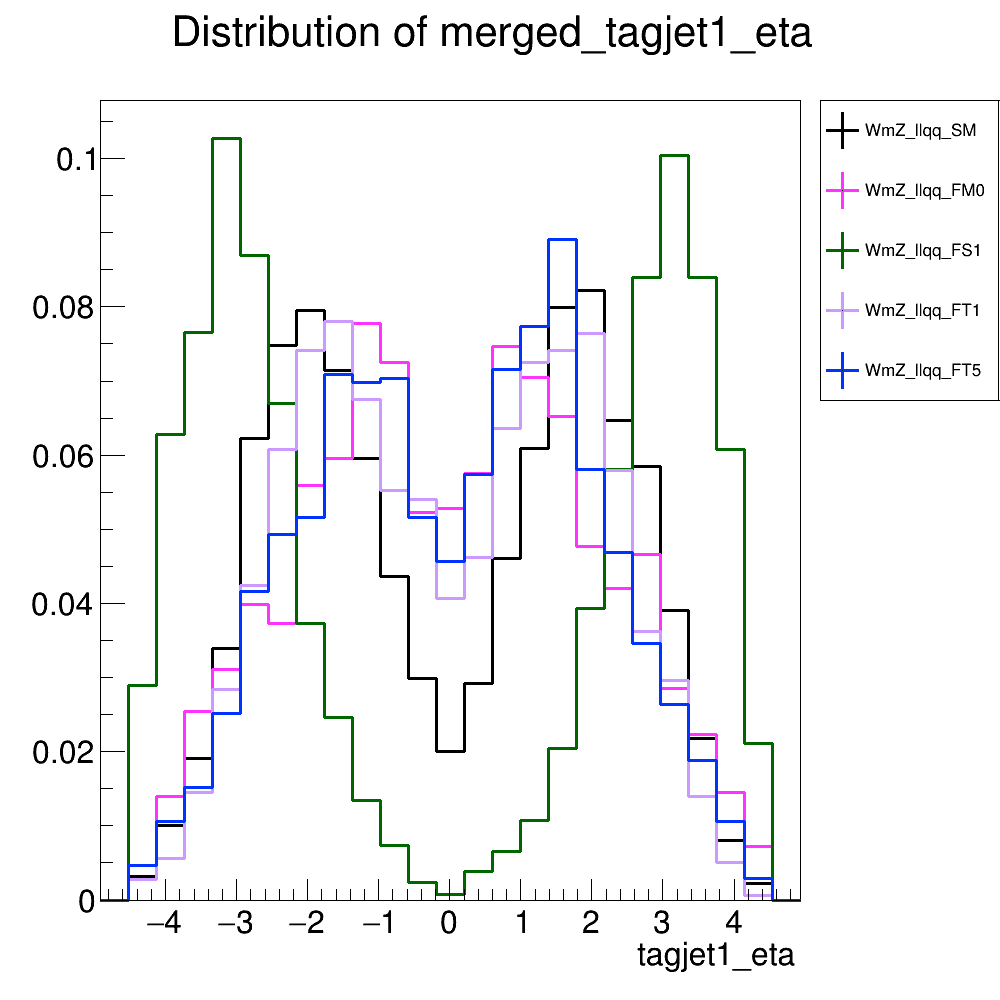 Distribution of merged_tagjet1_eta
0.1
0.08
0.06
0.04
0.02
0
−4 −3 −2 −1 0 1 2 3 4
tagjet1_eta
WmZ_llqq_SM
WmZ_llqq_FM0
WmZ_llqq_FS1
WmZ_llqq_FT1
WmZ_llqq_FT5